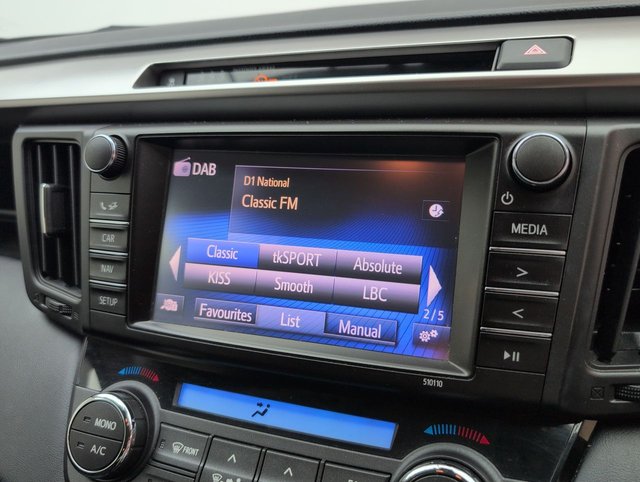 DAB
D1 National
Classic FM
Classic
tkSPORT
Absolute
KISS
Smooth
LBC
2/5
Favourites
List
Manual
CAR
NAV
SETUP
MEDIA
>
<
510110
MONO
A/C
FRONT